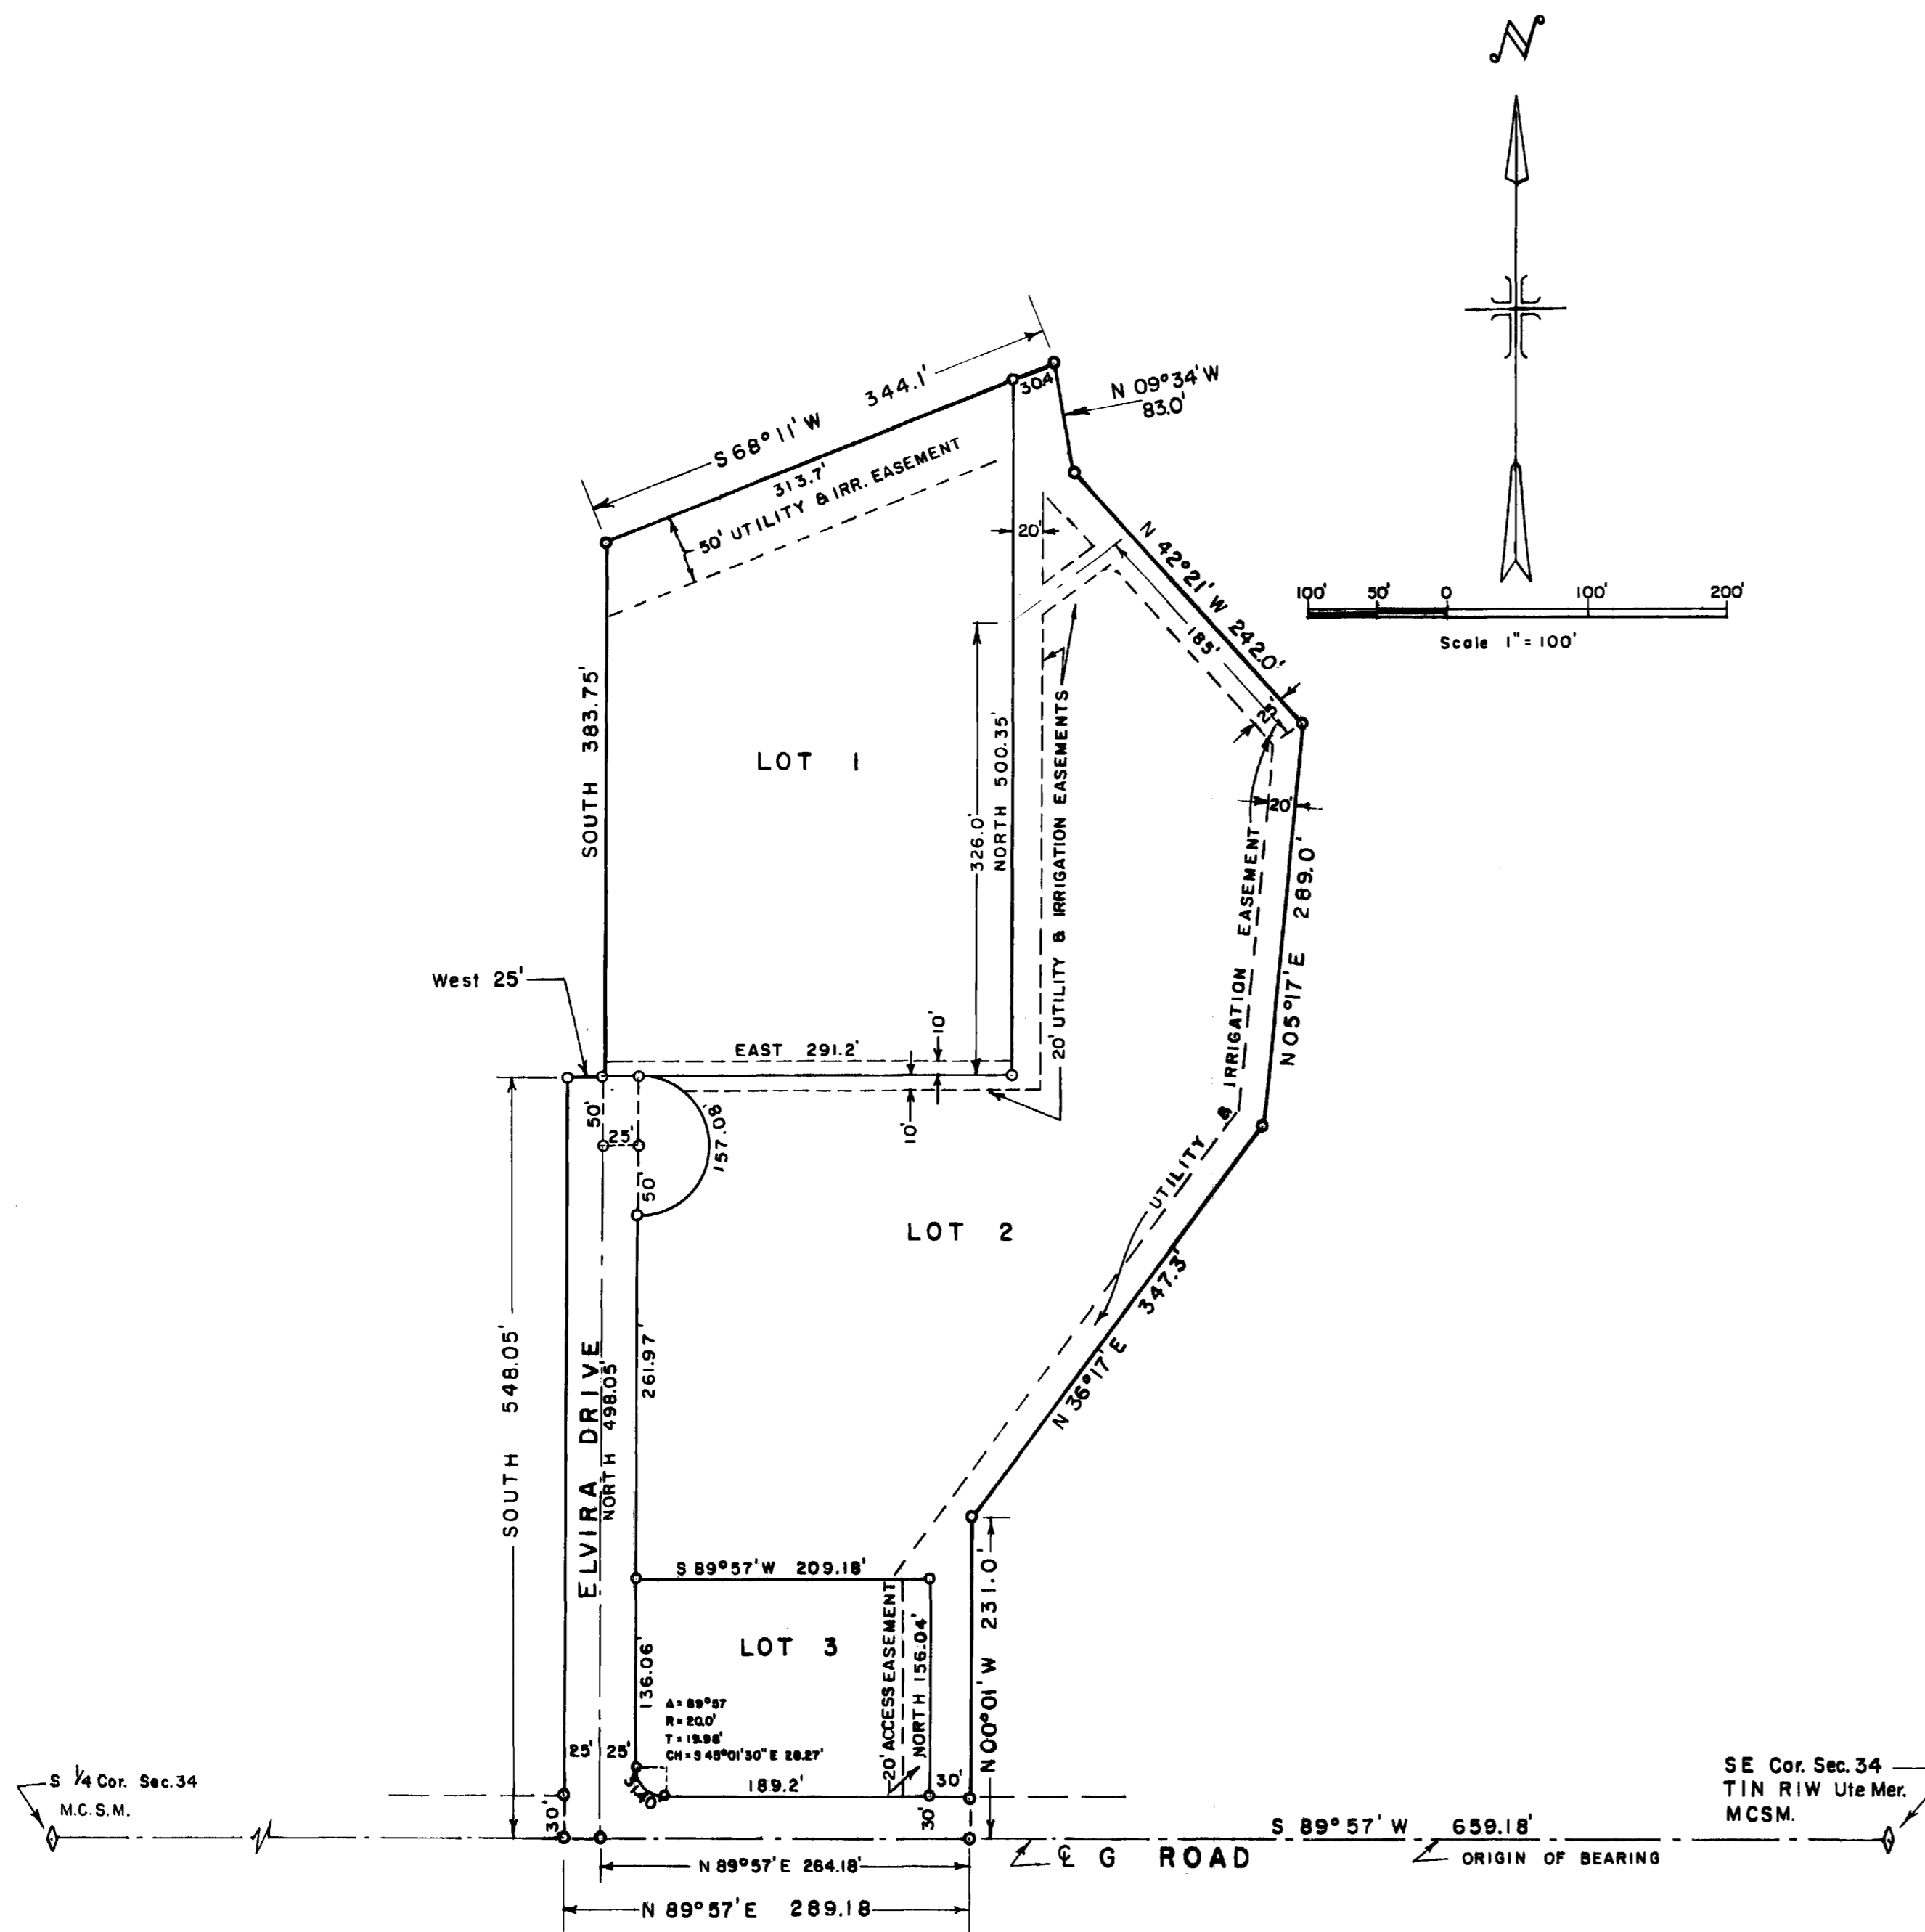 N
344.1'
30.4
S 68°11' W
313.7'
50' UTILITY & IRR. EASEMENT
N 09°34' W
83.0'
20'
N 42°21' W 242.0'
185'
25'
100' 50' 0 100' 200'
Scale 1" = 100'
SOUTH 383.75'
LOT 1
326.0'
NORTH 500.35'
20' UTILITY & IRRIGATION EASEMENTS
20'
UTILITY & IRRIGATION EASEMENT
N 05°17' E 289.0'
West 25'
EAST 291.2'
10'
10'
50'
25'
157.08'
50'
LOT 2
N 36°17' E 347.3'
SOUTH 548.05'
ELVIRA DRIVE
NORTH 498.05'
261.97'
S 89°57' W 209.18'
LOT 3
136.06'
20' ACCESS EASEMENT
NORTH 156.04'
N 00°01' W 231.0'
Δ = 89°57
R = 20.0'
T = 19.98'
CH = S 45°01'30" E 28.27'
25' 25'
189.2'
30'
30'
30'
S 1/4 Cor. Sec. 34
M.C.S.M.
SE Cor. Sec. 34
T1N R1W Ute Mer.
MCSM.
S 89°57' W 659.18'
℄ G ROAD
ORIGIN OF BEARING
N 89°57' E 264.18'
N 89°57' E 289.18